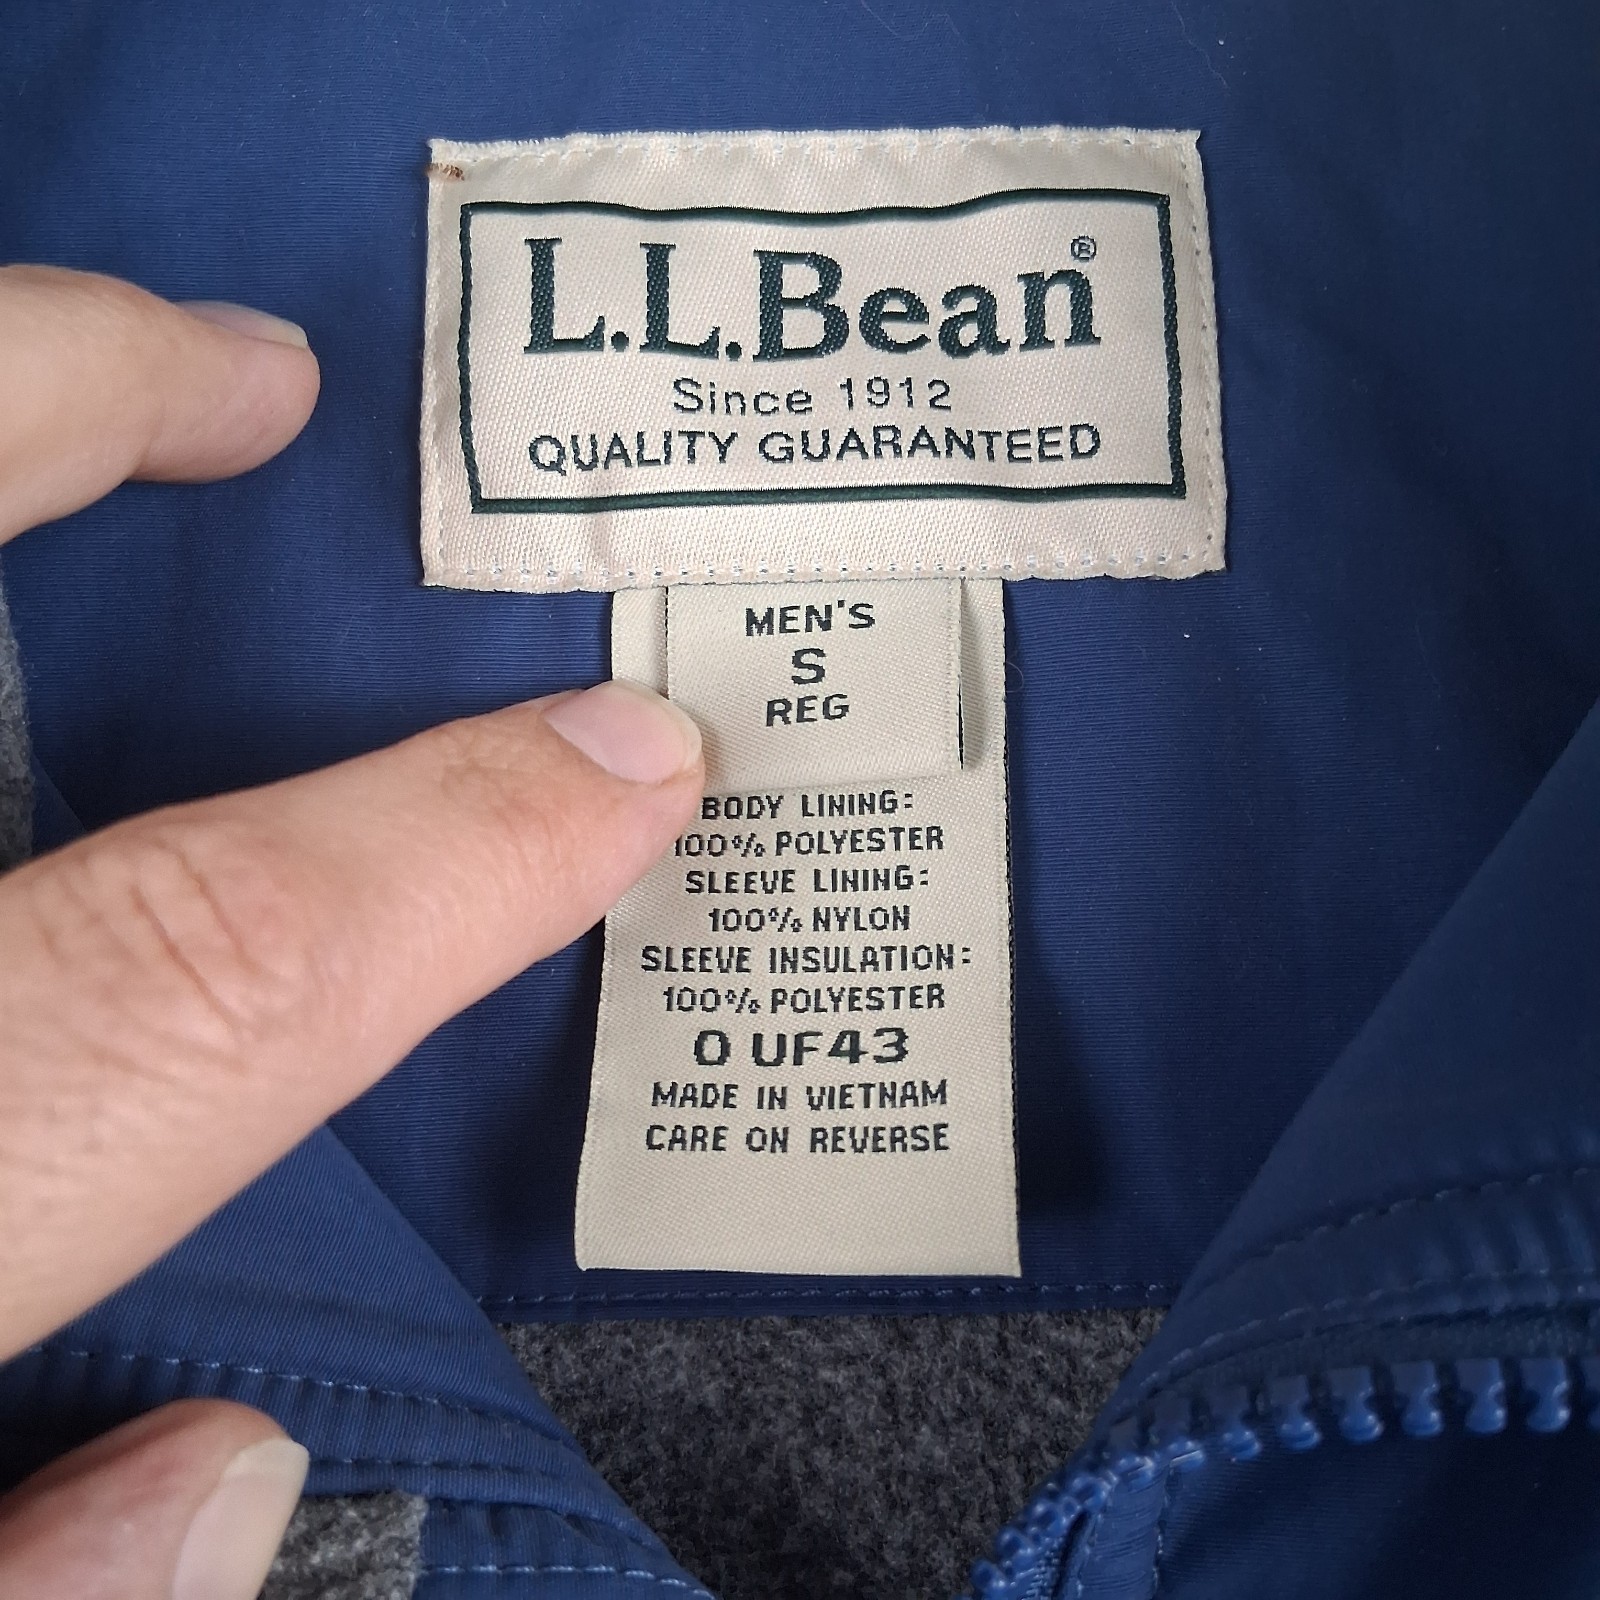 L.L.Bean®
Since 1912
QUALITY GUARANTEED
MEN'S
S
REG
BODY LINING:
100% POLYESTER
SLEEVE LINING:
100% NYLON
SLEEVE INSULATION:
100% POLYESTER
0 UF43
MADE IN VIETNAM
CARE ON REVERSE